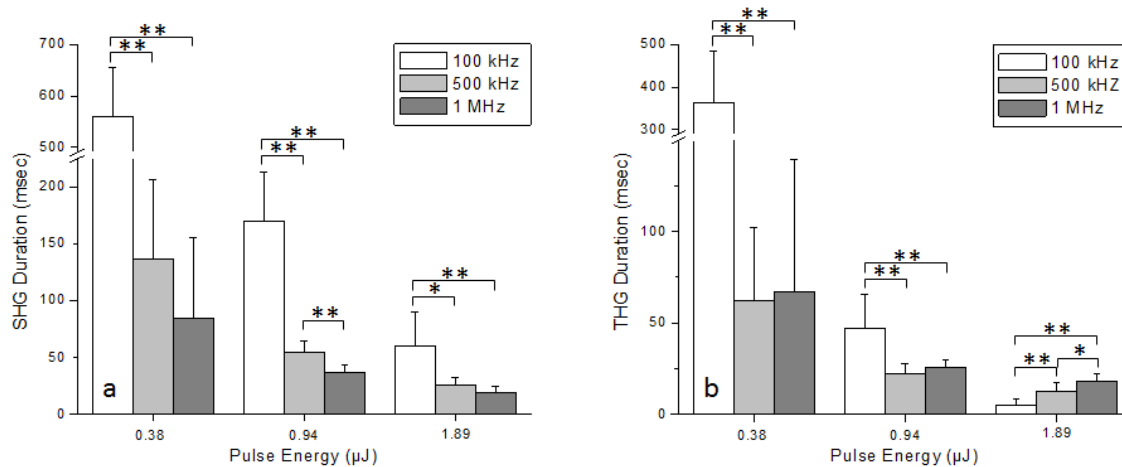 ** **
700
600
500
200
150
100
50
0
SHG Duration (msec)
100 kHz
500 kHz
1 MHz
**
**
**
**
*
a
0.38 0.94 1.89
Pulse Energy (µJ)
** **
500
400
300
100
50
0
THG Duration (msec)
100 kHz
500 kHZ
1 MHz
**
**
**
** *
b
0.38 0.94 1.89
Pulse Energy (µJ)